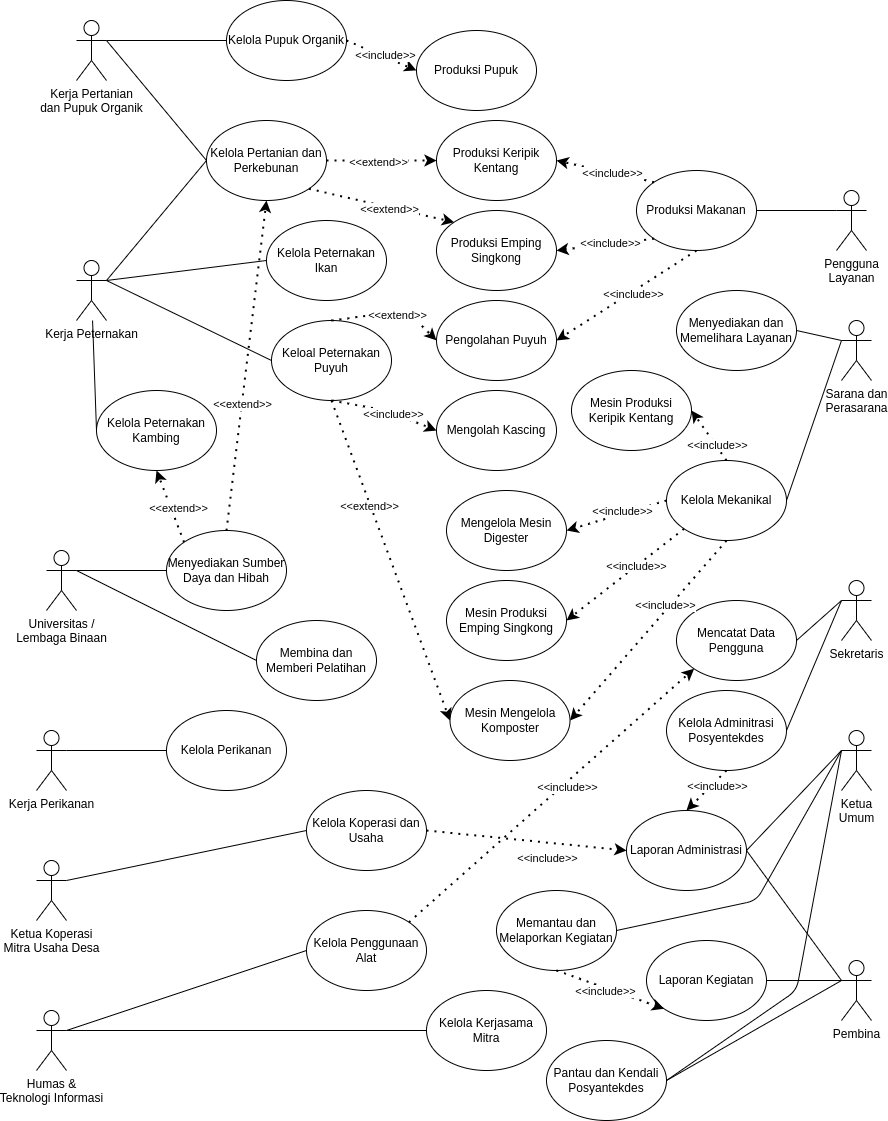 Kelola Pupuk Organik
<<include>>
Produksi Pupuk
Kerja Pertanian
dan Pupuk Organik
Kelola Pertanian dan
Perkebunan
<<extend>>
Produksi Keripik
Kentang
<<include>>
Produksi Makanan
<<extend>>
Produksi Emping
Singkong
<<include>>
Pengguna
Layanan
Kelola Peternakan
Ikan
<<include>>
Kerja Peternakan
Keloal Peternakan
Puyuh
<<extend>>
Pengolahan Puyuh
Menyediakan dan
Memelihara Layanan
Sarana dan
Perasarana
Kelola Peternakan
Kambing
<<extend>>
<<include>>
Mengolah Kascing
Mesin Produksi
Keripik Kentang
<<include>>
<<extend>>
<<extend>>
Kelola Mekanikal
Mengelola Mesin
Digester
<<include>>
Menyediakan Sumber
Daya dan Hibah
<<include>>
Universitas /
Lembaga Binaan
Mesin Produksi
Emping Singkong
<<include>>
Mencatat Data
Pengguna
Sekretaris
Membina dan
Memberi Pelatihan
Mesin Mengelola
Komposter
Kelola Adminitrasi
Posyentekdes
Kelola Perikanan
Kerja Perikanan
<<include>>
<<include>>
Ketua
Umum
Kelola Koperasi dan
Usaha
<<include>>
Laporan Administrasi
Ketua Koperasi
Mitra Usaha Desa
Memantau dan
Melaporkan Kegiatan
Kelola Penggunaan
Alat
<<include>>
Laporan Kegiatan
Pembina
Kelola Kerjasama
Mitra
Humas &
Teknologi Informasi
Pantau dan Kendali
Posyantekdes